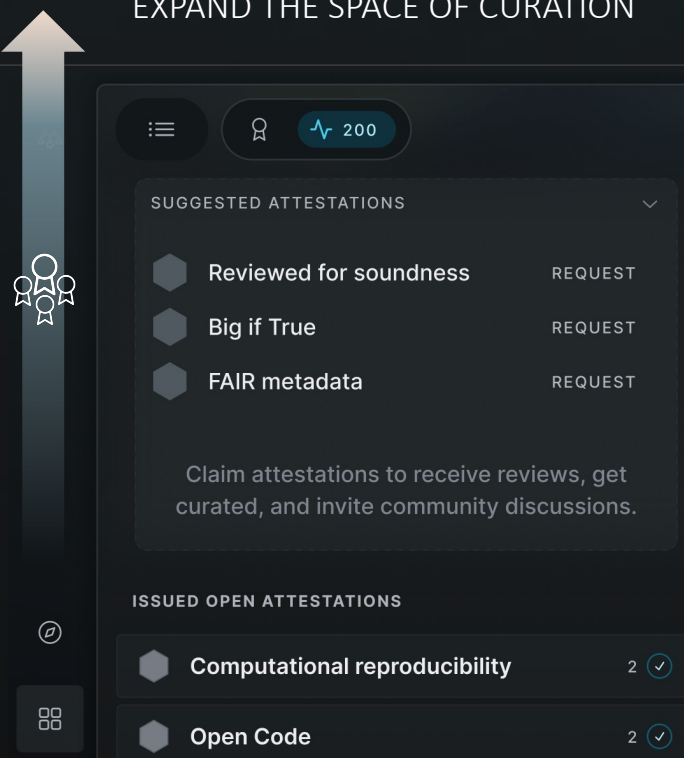 EXPAND THE SPACE OF CURATION
200
SUGGESTED ATTESTATIONS
Reviewed for soundness REQUEST
Big if True REQUEST
FAIR metadata REQUEST
Claim attestations to receive reviews, get
curated, and invite community discussions.
ISSUED OPEN ATTESTATIONS
Computational reproducibility 2
Open Code 2